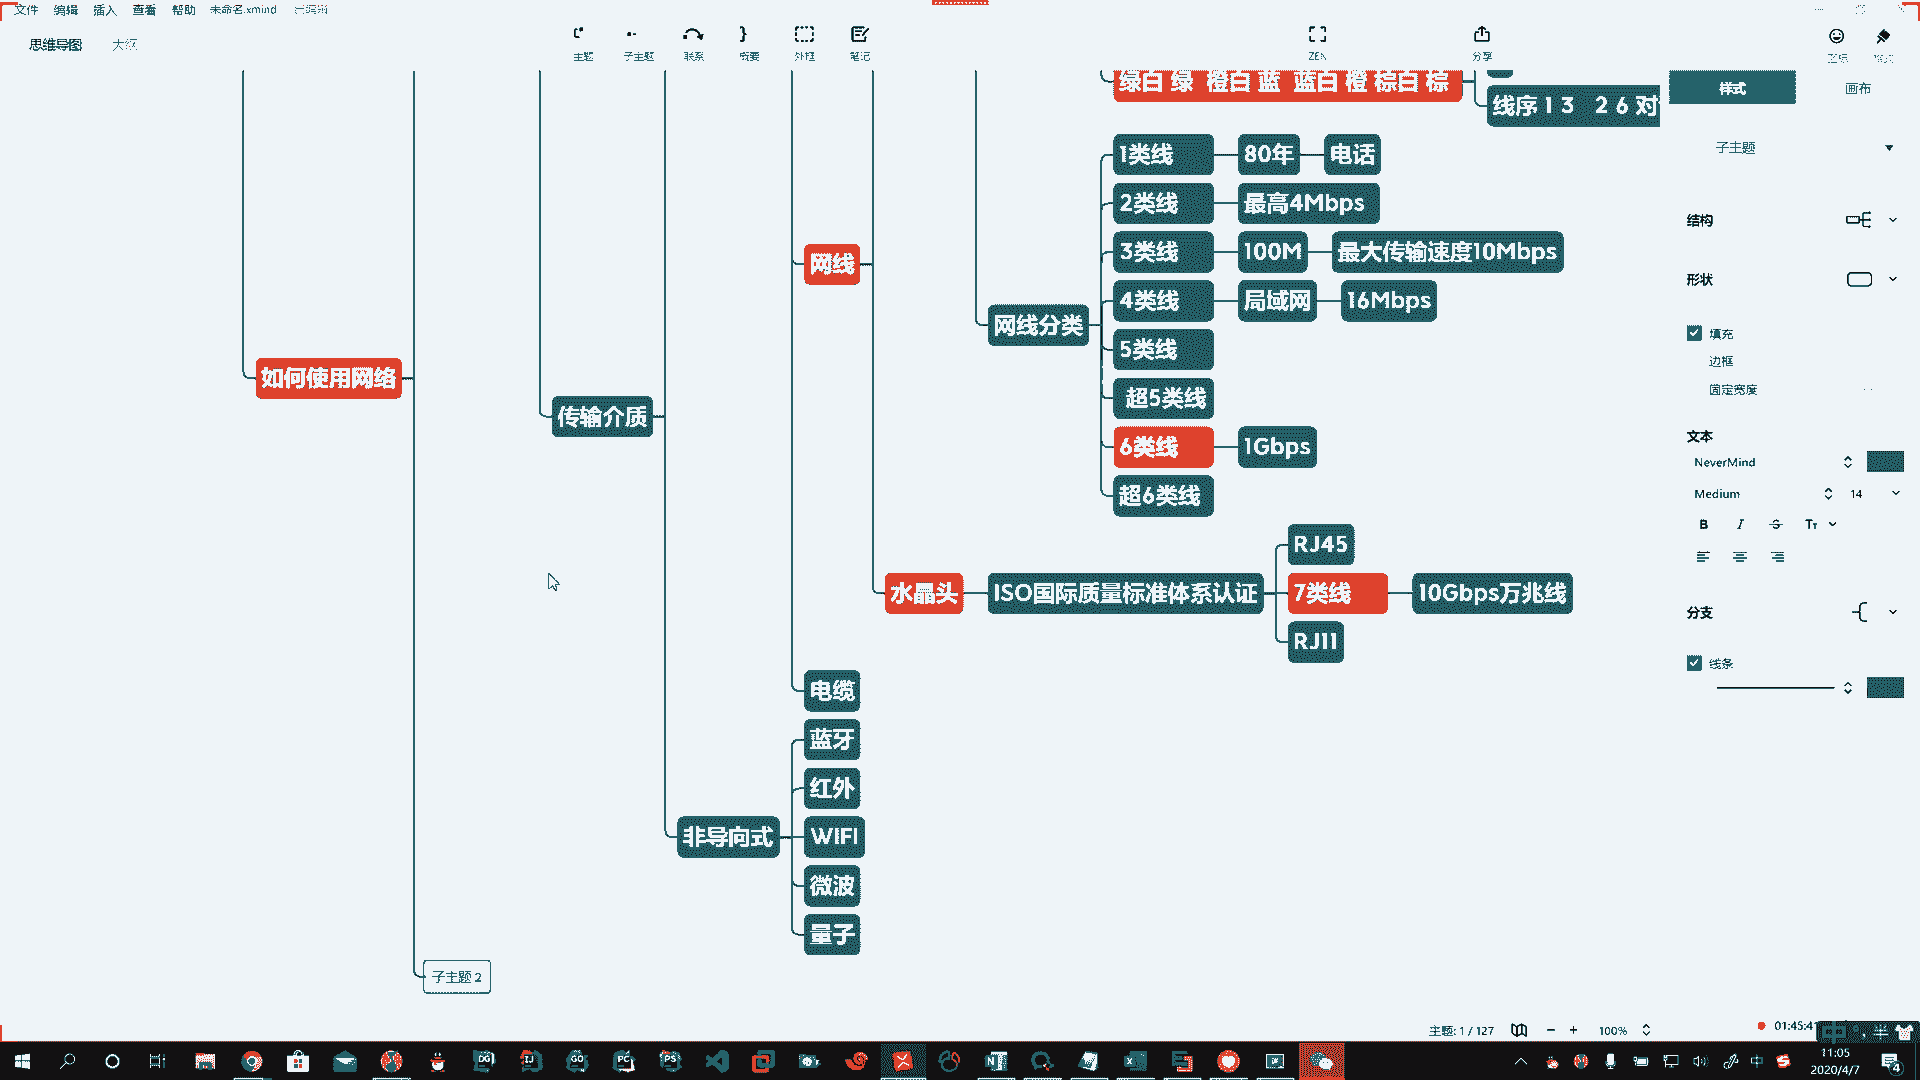 文件 编辑 插入 查看 帮助 未命名.xmind 已编辑
思维导图 大纲
主题 子主题 联系 概要 外框 笔记 ZEN 分享
样式 画布
绿白 绿 橙白 蓝 蓝白 橙 棕白 棕
线序 1 3 2 6 对
子主题
1类线 80年 电话
2类线 最高4Mbps
3类线 100M 最大传输速度10Mbps
4类线 局域网 16Mbps
5类线
超5类线
6类线 1Gbps
超6类线
网线
网线分类
如何使用网络
传输介质
RJ45
水晶头 ISO国际质量标准体系认证 7类线 10Gbps万兆线
RJ11
电缆
蓝牙
红外
非导向式 WIFI
微波
量子
子主题 2
结构
形状
填充
边框
固定宽度
文本
NeverMind
Medium 14
B I S Tт
分支
线条
主题: 1 / 127 100% 01:45:41
DG IJ GO PC PS
中
11:05
2020/4/7
4